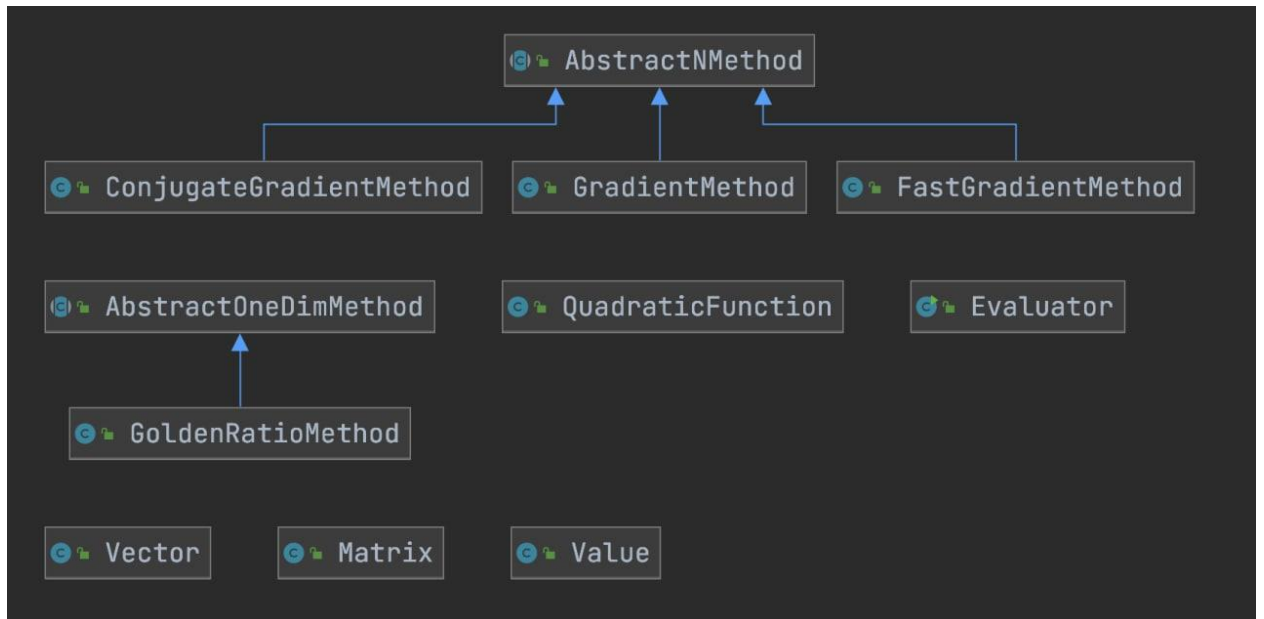 AbstractNMethod
ConjugateGradientMethod
GradientMethod
FastGradientMethod
AbstractOneDimMethod
QuadraticFunction
Evaluator
GoldenRatioMethod
Vector
Matrix
Value